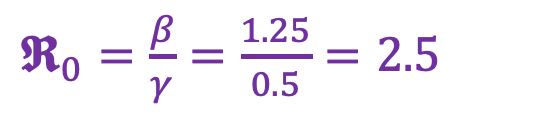 ℜ₀ = β/γ = 1.25/0.5 = 2.5